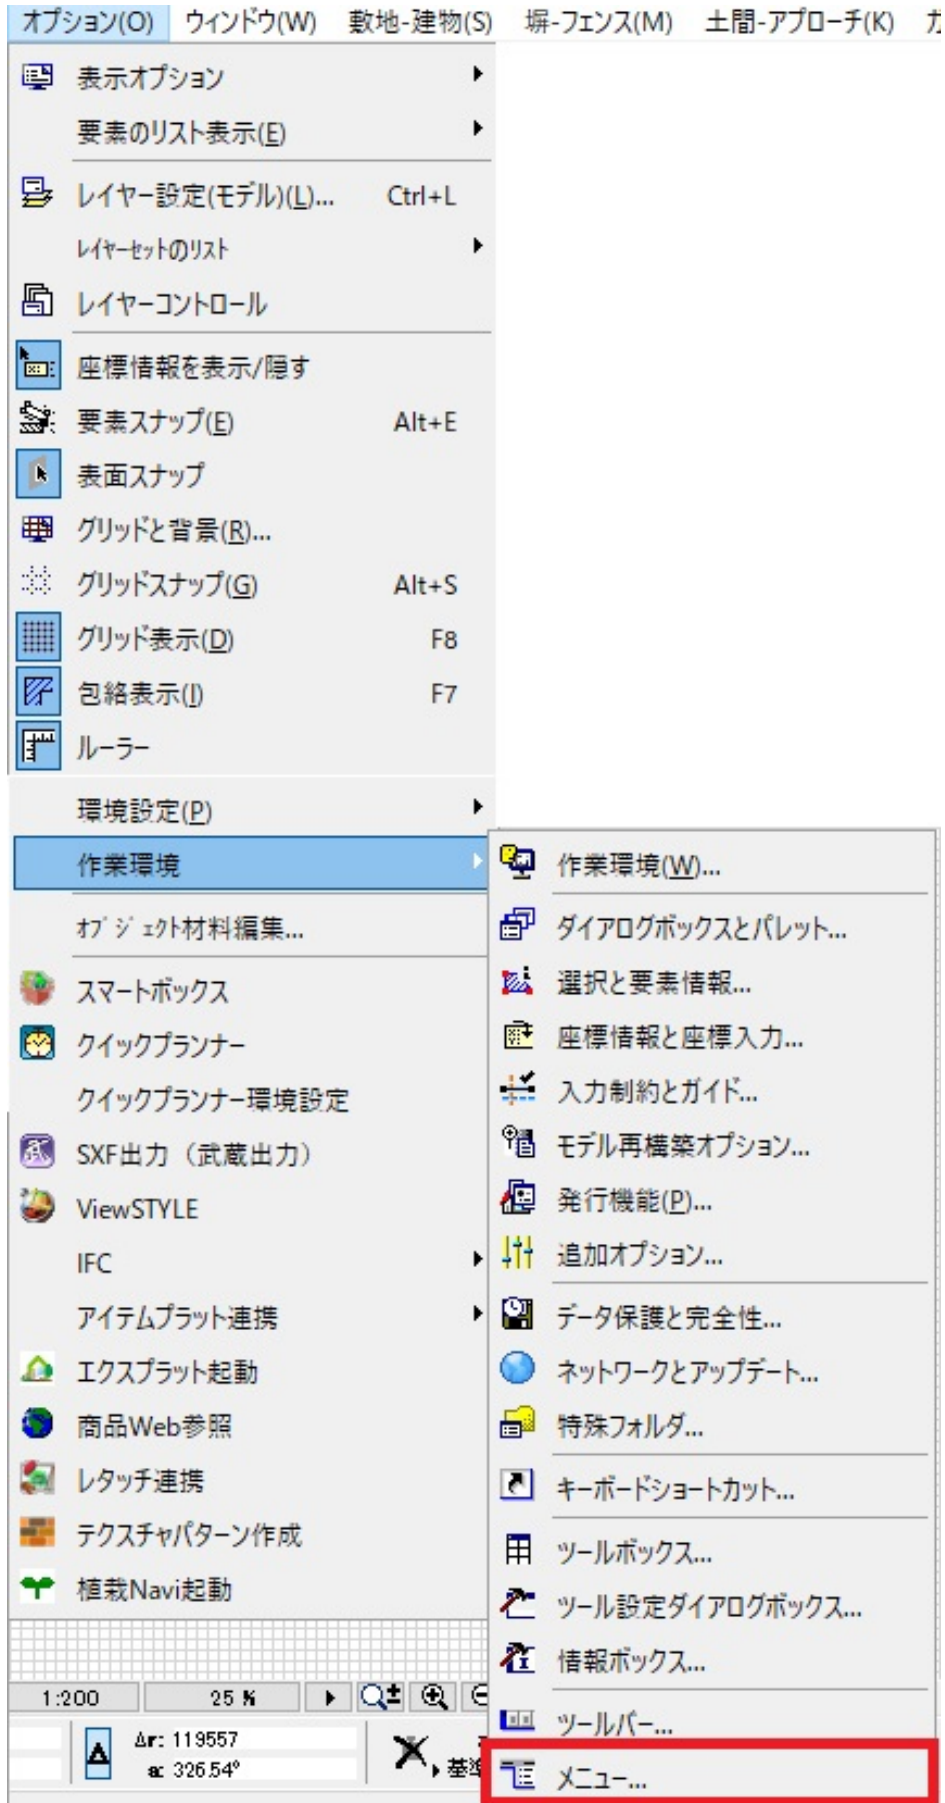 オプション(O) ウィンドウ(W) 敷地-建物(S) 塀-フェンス(M) 土間-アプローチ(K)
表示オプション
要素のリスト表示(E)
レイヤー設定(モデル)(L)... Ctrl+L
レイヤーセットのリスト
レイヤーコントロール
座標情報を表示/隠す
要素スナップ(E) Alt+E
表面スナップ
グリッドと背景(R)...
グリッドスナップ(G) Alt+S
グリッド表示(D) F8
包絡表示(I) F7
ルーラー
環境設定(P)
作業環境
オブジェクト材料編集...
スマートボックス
クイックプランナー
クイックプランナー環境設定
SXF出力（武蔵出力）
ViewSTYLE
IFC
アイテムプラット連携
エクスプラット起動
商品Web参照
レタッチ連携
テクスチャパターン作成
植栽Navi起動
作業環境(W)...
ダイアログボックスとパレット...
選択と要素情報...
座標情報と座標入力...
入力制約とガイド...
モデル再構築オプション...
発行機能(P)...
追加オプション...
データ保護と完全性...
ネットワークとアップデート...
特殊フォルダ...
キーボードショートカット...
ツールボックス...
ツール設定ダイアログボックス...
情報ボックス...
ツールバー...
メニュー...
1:200 25 %
Δr: 119557
a: 326.54°
基準